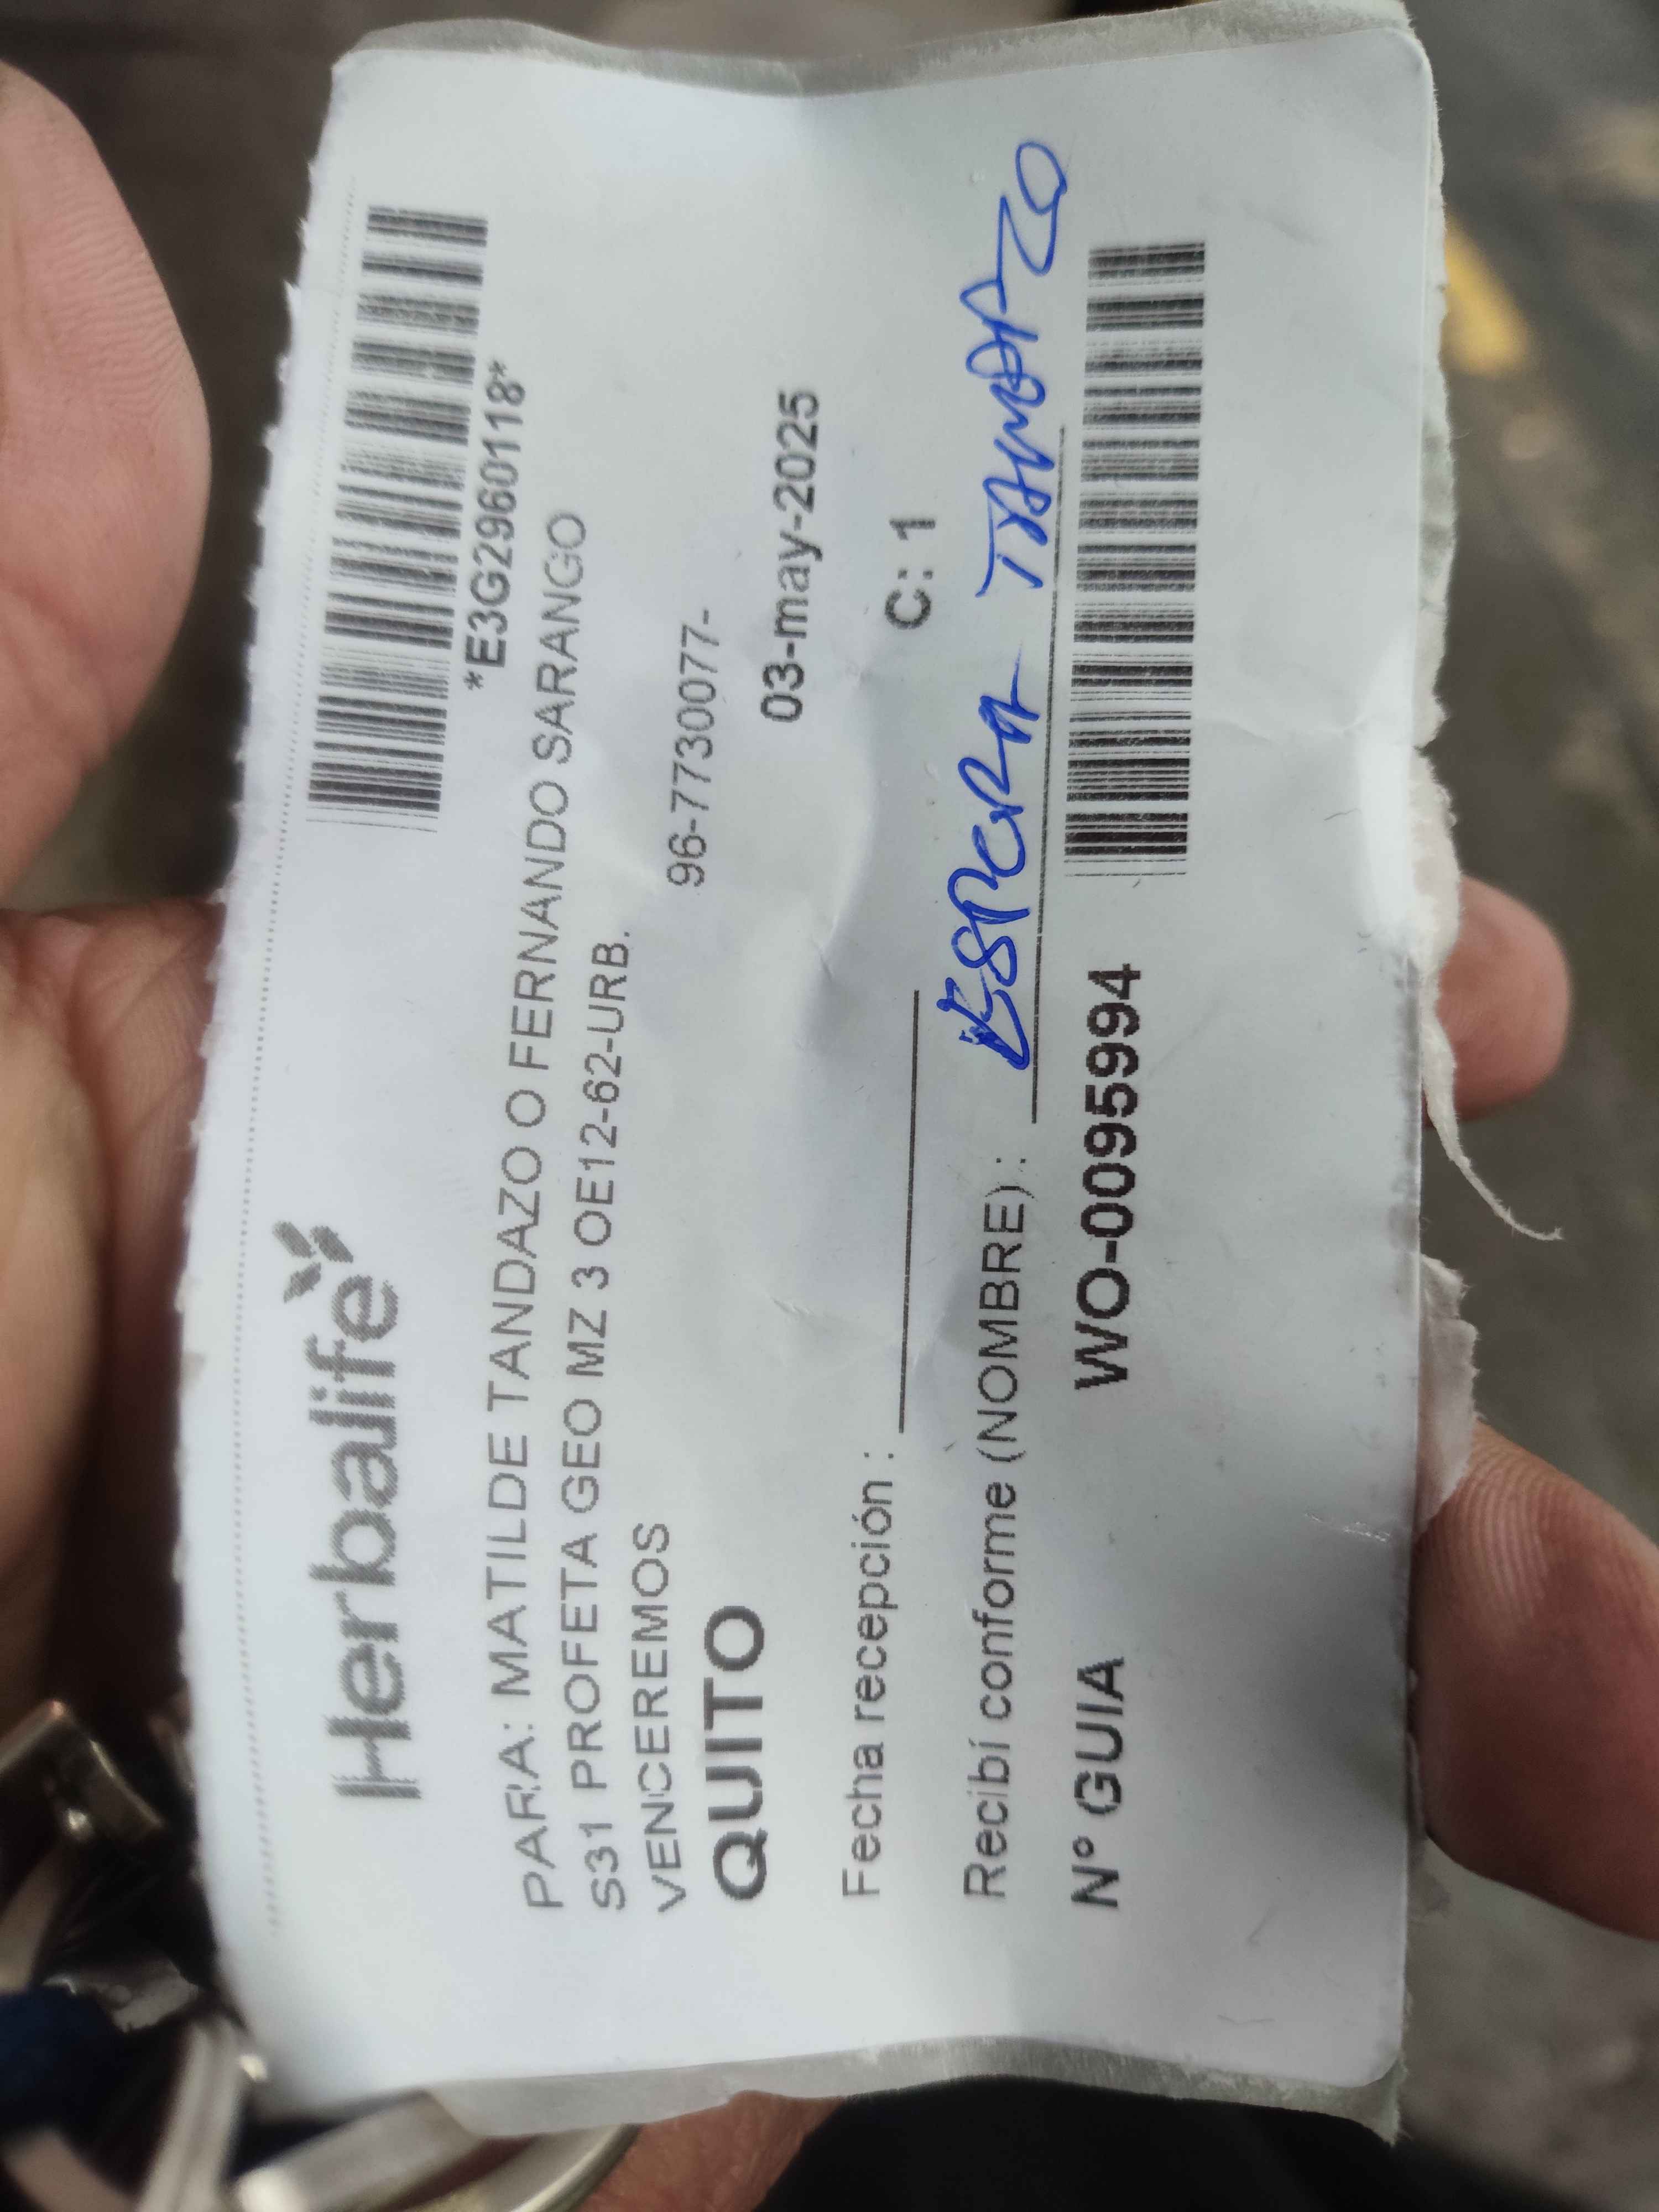 Herbalife
*E3G2960118*
PARA: MATILDE TANDAZO O FERNANDO SARANGO
S31 PROFETA GEO MZ 3 OE12-62-URB.
VENCEREMOS
96-7730077-
QUITO
03-may-2025
Fecha recepción :
C: 1
Recibí conforme (NOMBRE) :
Nº GUIA WO-0095994